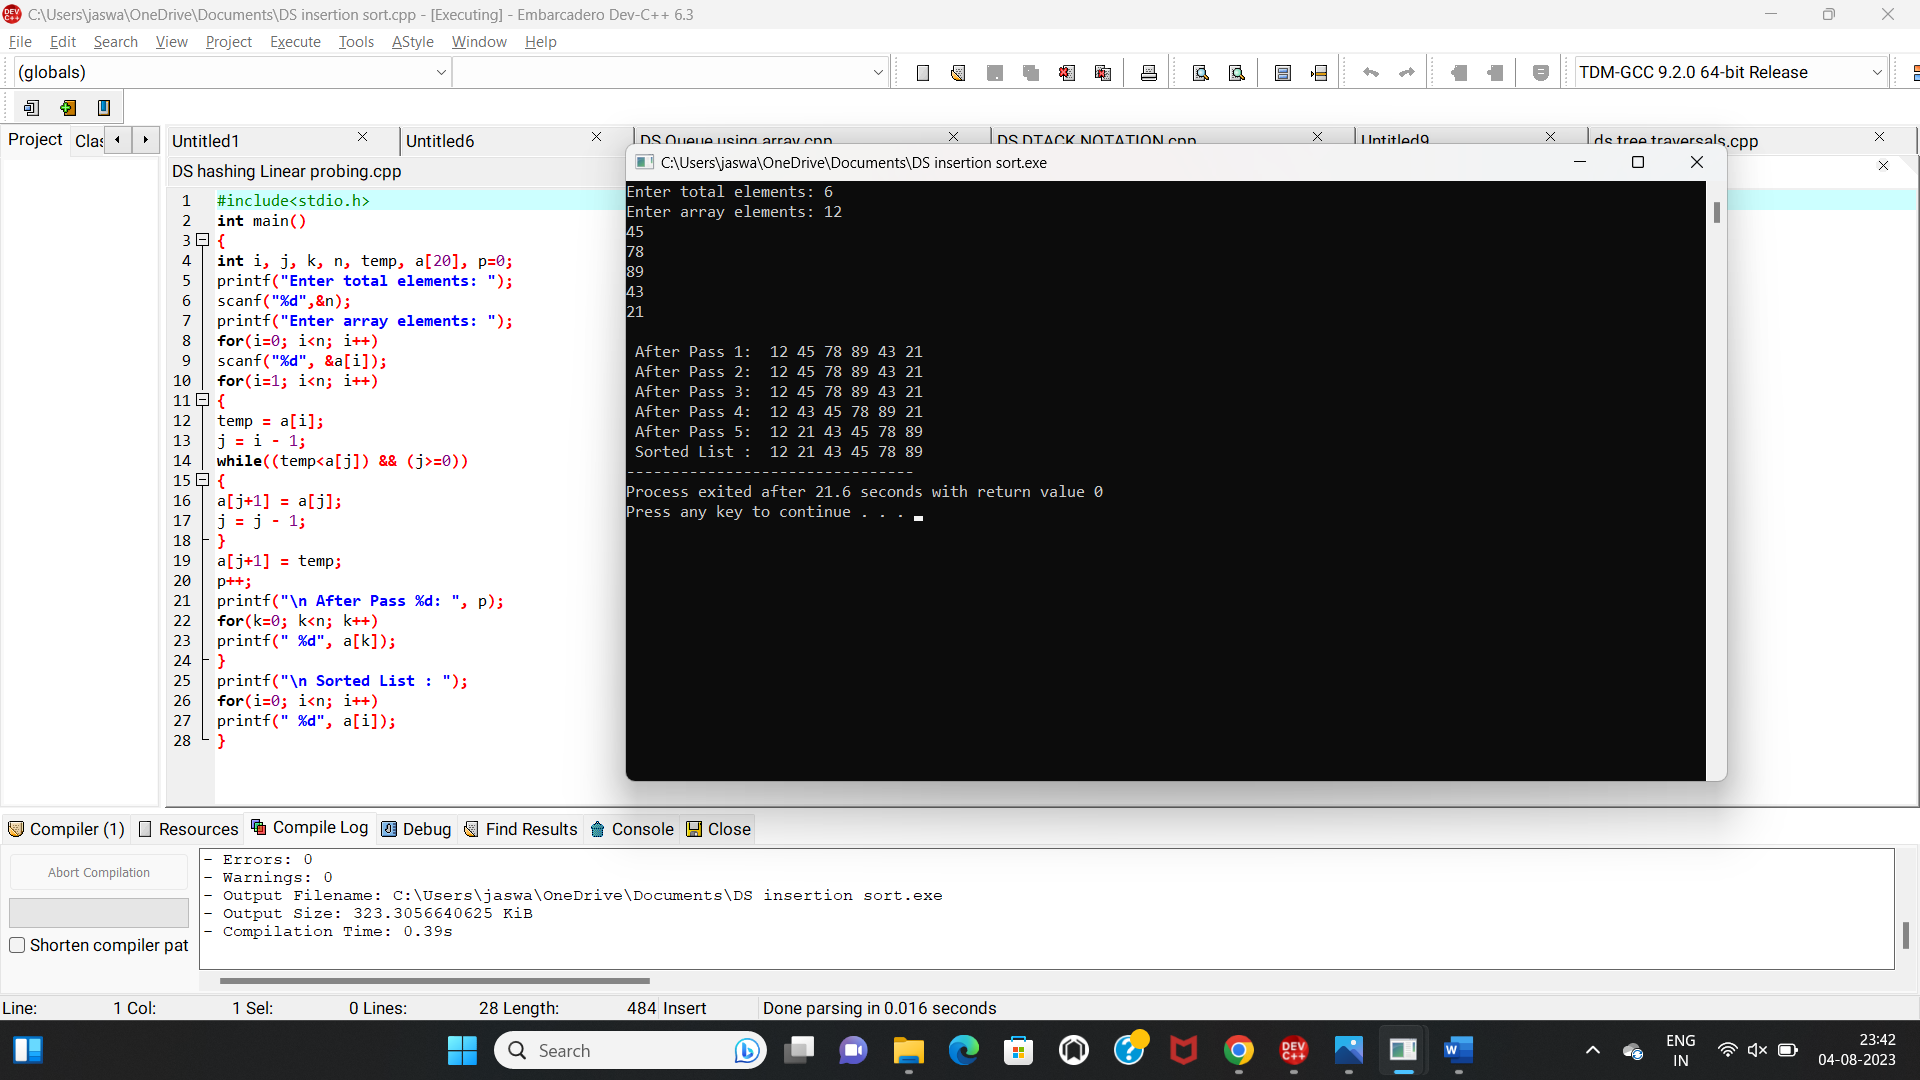 C:\Users\jaswa\OneDrive\Documents\DS insertion sort.cpp - [Executing] - Embarcadero Dev-C++ 6.3
File Edit Search View Project Execute Tools AStyle Window Help
(globals)
TDM-GCC 9.2.0 64-bit Release
Project Clas
Untitled1 Untitled6 DS Queue using array.cpp DS DTACK NOTATION.cpp Untitled9 ds tree traversals.cpp
DS hashing Linear probing.cpp
1 #include<stdio.h>
2 int main()
3 {
4 int i, j, k, n, temp, a[20], p=0;
5 printf("Enter total elements: ");
6 scanf("%d",&n);
7 printf("Enter array elements: ");
8 for(i=0; i<n; i++)
9 scanf("%d", &a[i]);
10 for(i=1; i<n; i++)
11 {
12 temp = a[i];
13 j = i - 1;
14 while((temp<a[j]) && (j>=0))
15 {
16 a[j+1] = a[j];
17 j = j - 1;
18 }
19 a[j+1] = temp;
20 p++;
21 printf("\n After Pass %d: ", p);
22 for(k=0; k<n; k++)
23 printf(" %d", a[k]);
24 }
25 printf("\n Sorted List : ");
26 for(i=0; i<n; i++)
27 printf(" %d", a[i]);
28 }
C:\Users\jaswa\OneDrive\Documents\DS insertion sort.exe
Enter total elements: 6
Enter array elements: 12
45
78
89
43
21
After Pass 1:  12 45 78 89 43 21
After Pass 2:  12 45 78 89 43 21
After Pass 3:  12 45 78 89 43 21
After Pass 4:  12 43 45 78 89 21
After Pass 5:  12 21 43 45 78 89
Sorted List :  12 21 43 45 78 89
--------------------------------
Process exited after 21.6 seconds with return value 0
Press any key to continue . . .
Compiler (1) Resources Compile Log Debug Find Results Console Close
Abort Compilation
Shorten compiler pat
- Errors: 0
- Warnings: 0
- Output Filename: C:\Users\jaswa\OneDrive\Documents\DS insertion sort.exe
- Output Size: 323.3056640625 KiB
- Compilation Time: 0.39s
Line: 1 Col: 1 Sel: 0 Lines: 28 Length: 484 Insert Done parsing in 0.016 seconds
Search
DEV C++
W
ENG
IN
23:42
04-08-2023